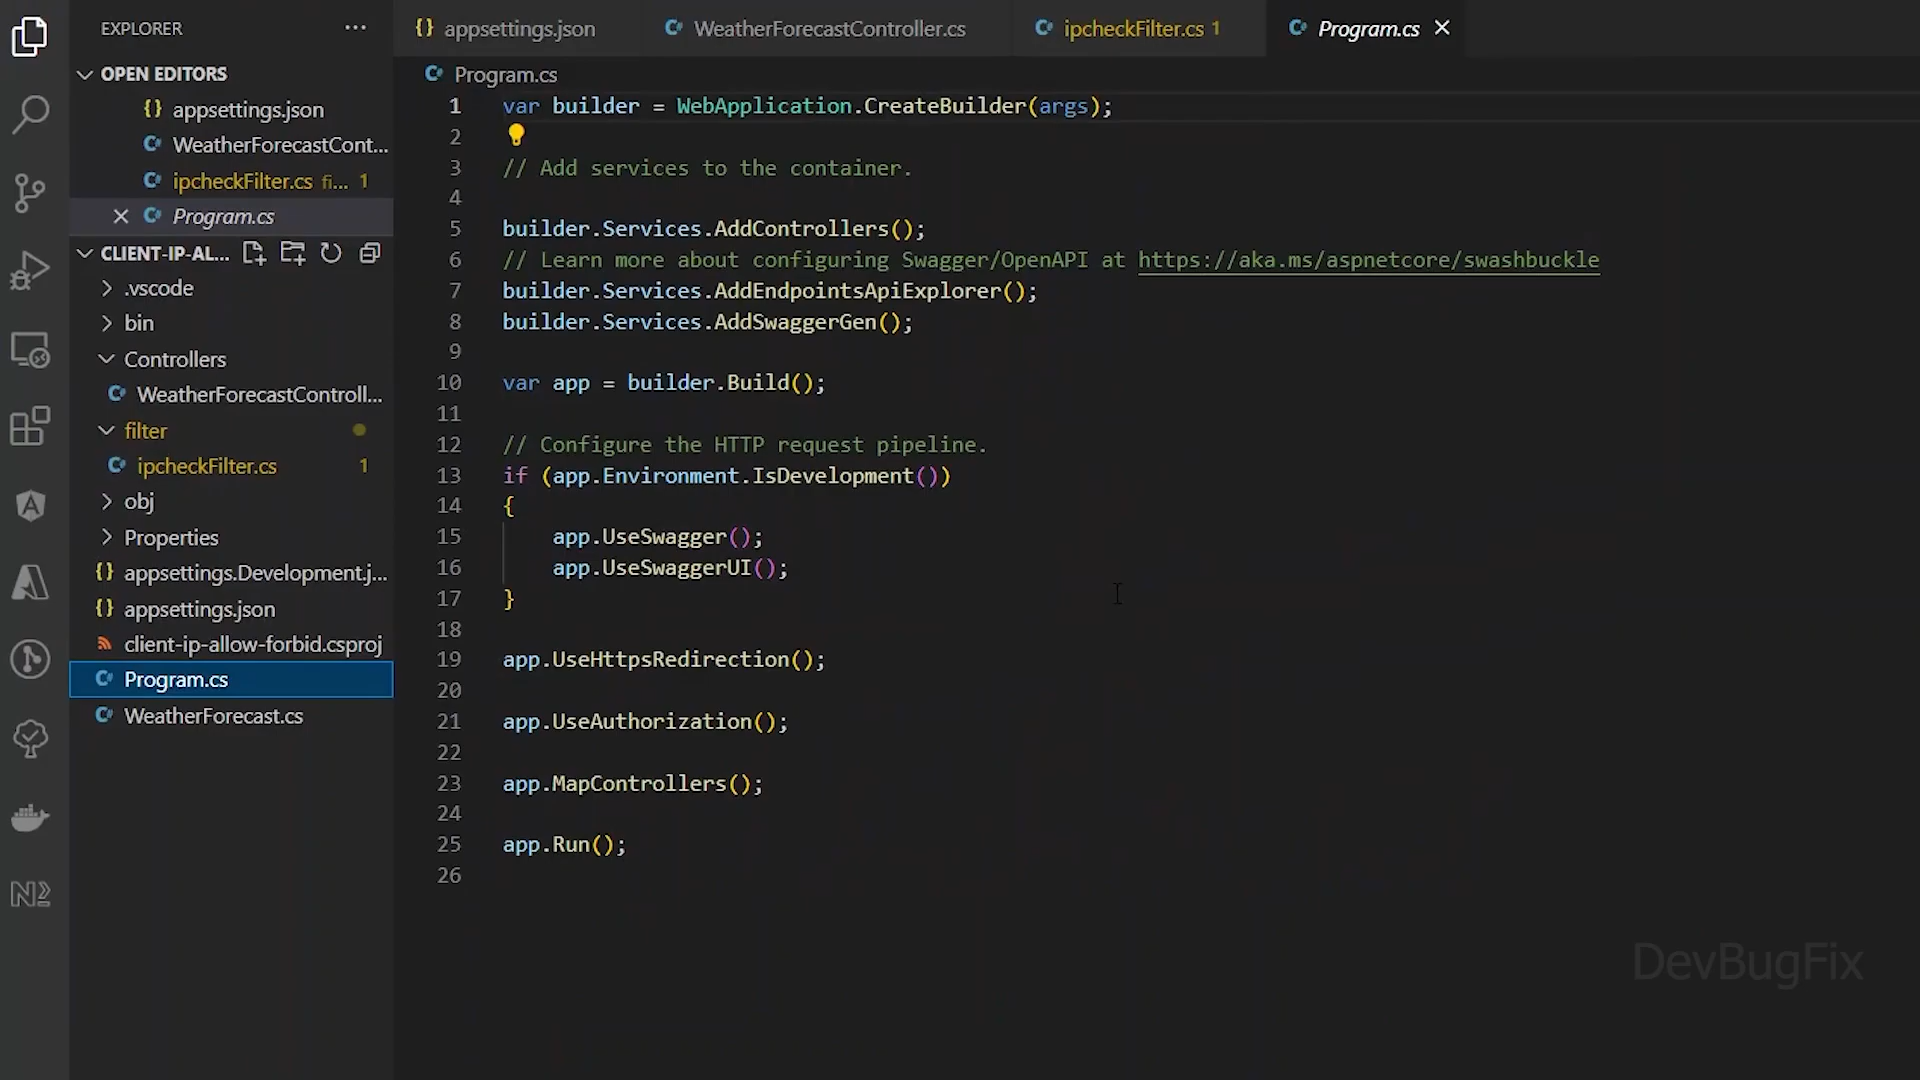 EXPLORER
OPEN EDITORS
appsettings.json
WeatherForecastCont...
ipcheckFilter.cs fi... 1
Program.cs
CLIENT-IP-AL...
.vscode
bin
Controllers
WeatherForecastControll...
filter
ipcheckFilter.cs 1
obj
Properties
appsettings.Development.j...
appsettings.json
client-ip-allow-forbid.csproj
Program.cs
WeatherForecast.cs
appsettings.json WeatherForecastController.cs ipcheckFilter.cs 1 Program.cs
Program.cs
1 var builder = WebApplication.CreateBuilder(args);
2
3 // Add services to the container.
4
5 builder.Services.AddControllers();
6 // Learn more about configuring Swagger/OpenAPI at https://aka.ms/aspnetcore/swashbuckle
7 builder.Services.AddEndpointsApiExplorer();
8 builder.Services.AddSwaggerGen();
9
10 var app = builder.Build();
11
12 // Configure the HTTP request pipeline.
13 if (app.Environment.IsDevelopment())
14 {
15 app.UseSwagger();
16 app.UseSwaggerUI();
17 }
18
19 app.UseHttpsRedirection();
20
21 app.UseAuthorization();
22
23 app.MapControllers();
24
25 app.Run();
26
DevBugFix